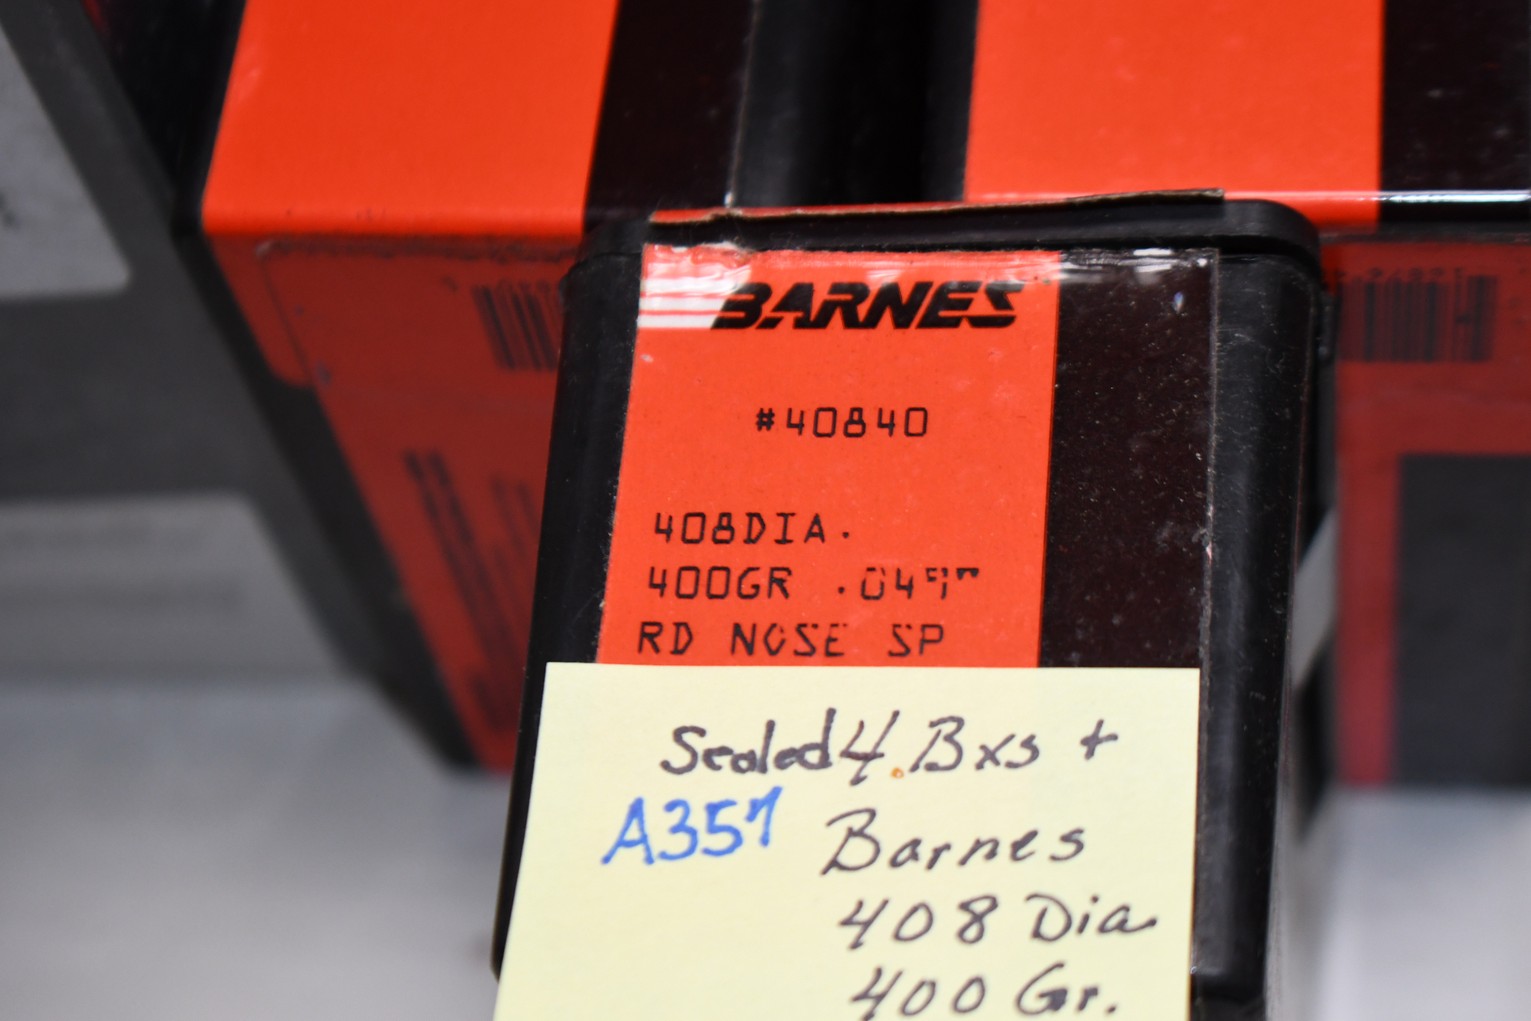 BARNES
#40840
408DIA.
400GR .049"
RD NOSE SP
Sealed 4 Bxs +
A357 Barnes
408 Dia
400 Gr.